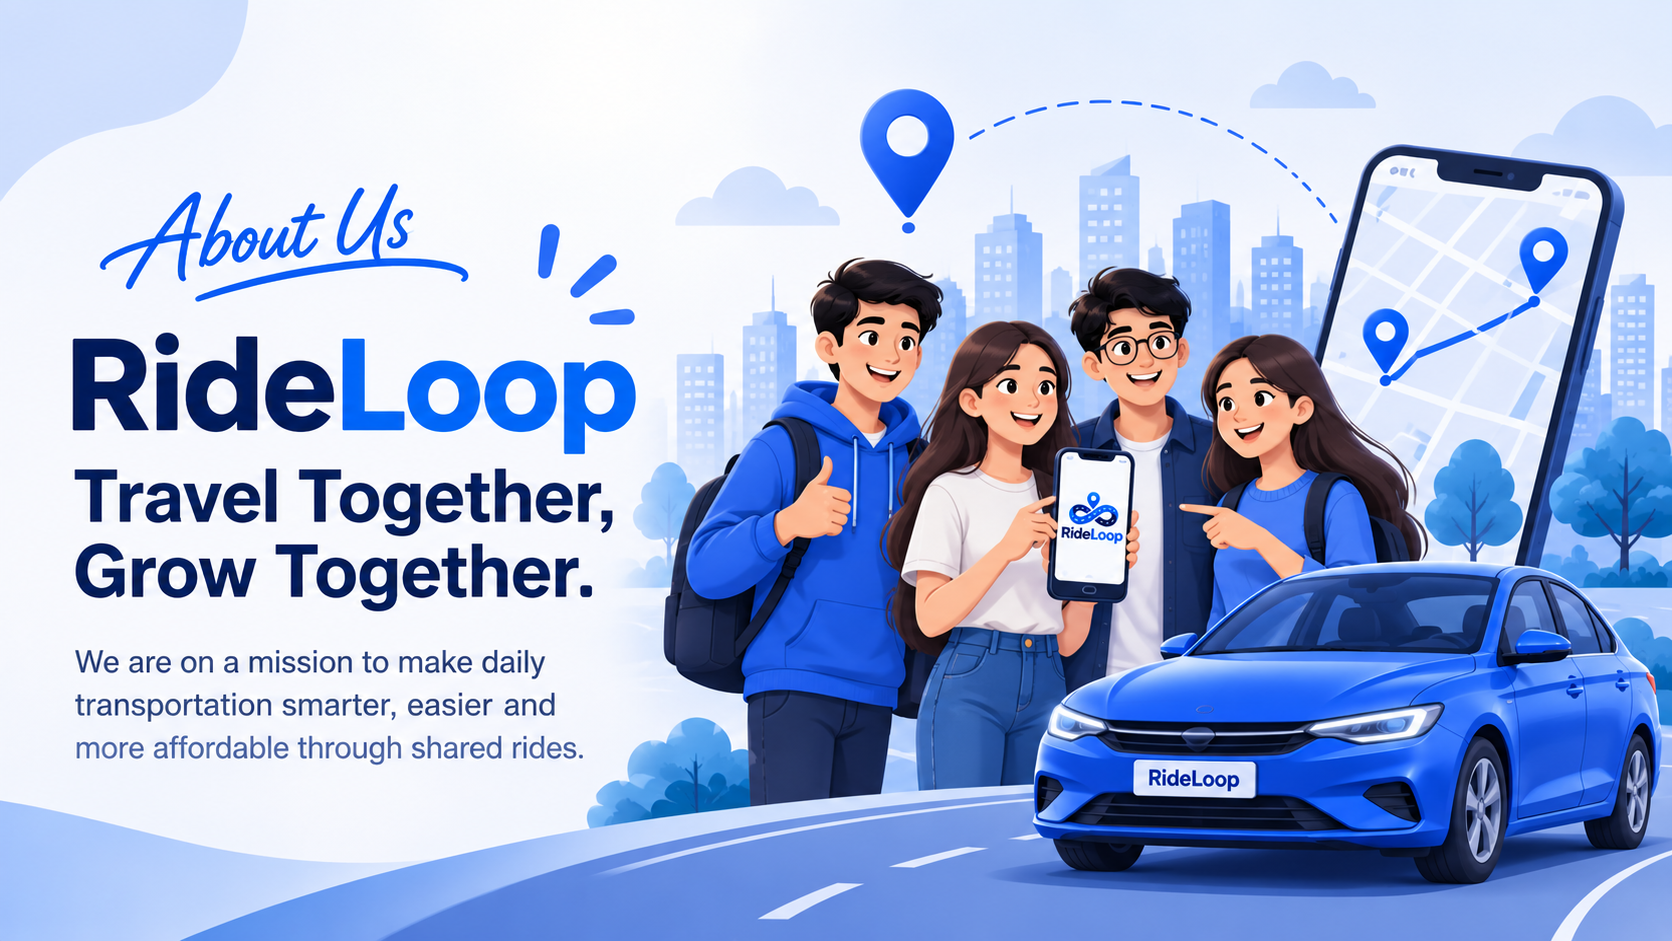 About Us
RideLoop
Travel Together,
Grow Together.
We are on a mission to make daily
transportation smarter, easier and
more affordable through shared rides.
RideLoop
RideLoop